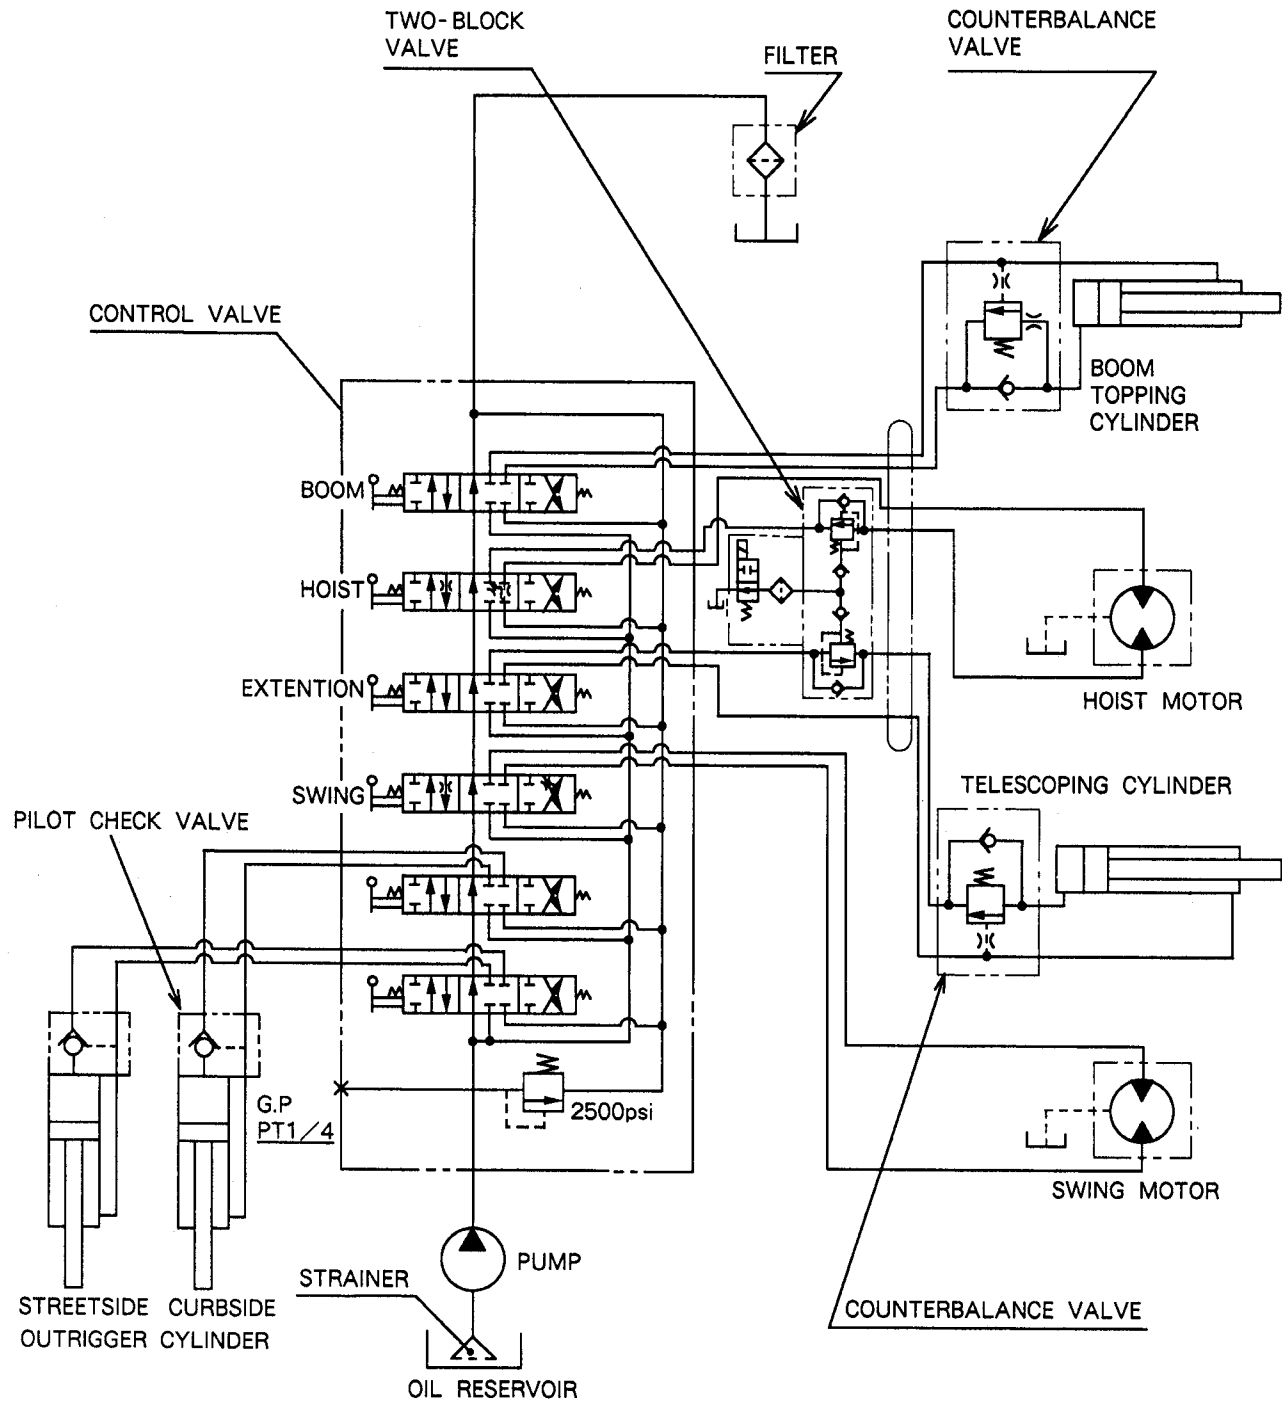 TWO-BLOCK
VALVE
COUNTERBALANCE
VALVE
FILTER
CONTROL VALVE
BOOM
TOPPING
CYLINDER
BOOM
HOIST
EXTENTION
HOIST MOTOR
SWING
TELESCOPING CYLINDER
PILOT CHECK VALVE
G.P
PT1/4
2500psi
SWING MOTOR
PUMP
STRAINER
STREETSIDE CURBSIDE
OUTRIGGER CYLINDER
COUNTERBALANCE VALVE
OIL RESERVOIR